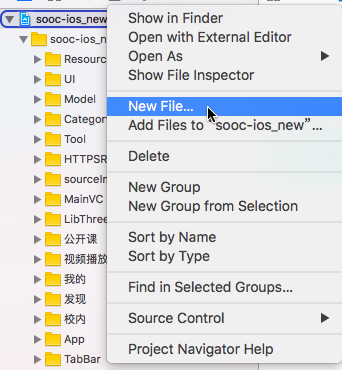 sooc-ios_new
sooc-ios_n
Resourc
UI
Model
Categor
Tool
HTTPSR
sourceIm
MainVC
LibThree
公开课
视频播放
我的
发现
校内
App
TabBar
Show in Finder
Open with External Editor
Open As
Show File Inspector
New File...
Add Files to “sooc-ios_new”...
Delete
New Group
New Group from Selection
Sort by Name
Sort by Type
Find in Selected Groups...
Source Control
Project Navigator Help